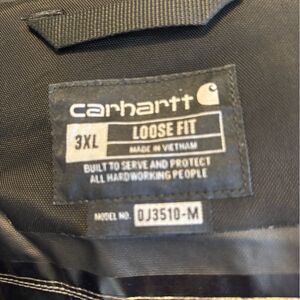 carhartt
3XL
LOOSE FIT
MADE IN VIETNAM
BUILT TO SERVE AND PROTECT
ALL HARDWORKING PEOPLE
MODEL NO. OJ3510-M